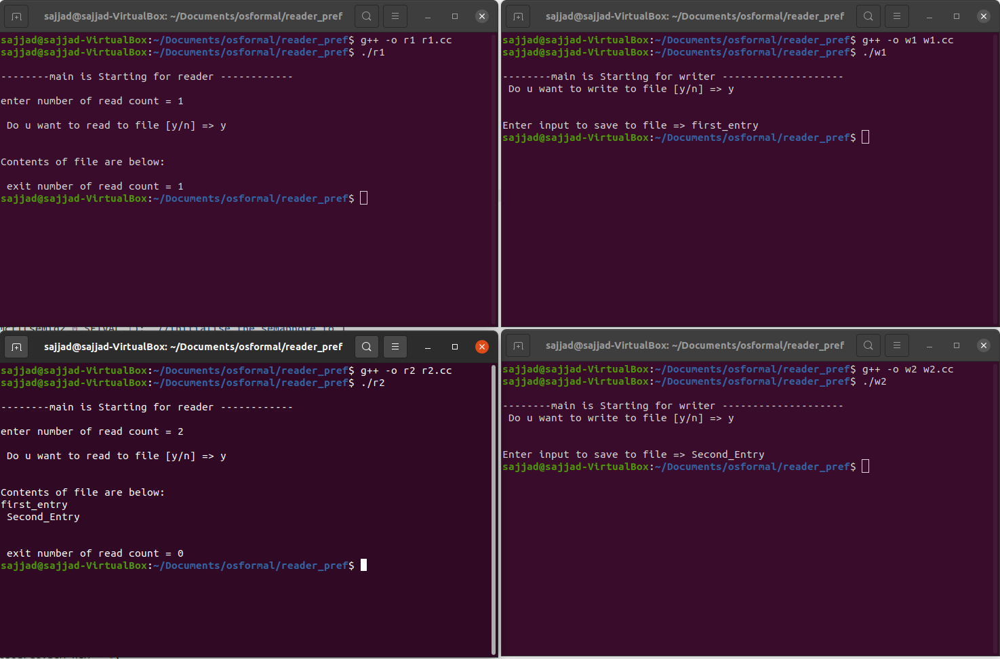 sajjad@sajjad-VirtualBox: ~/Documents/osformal/reader_pref
sajjad@sajjad-VirtualBox:~/Documents/osformal/reader_pref$ g++ -o r1 r1.cc
sajjad@sajjad-VirtualBox:~/Documents/osformal/reader_pref$ ./r1
--------main is Starting for reader ------------
enter number of read count = 1
Do u want to read to file [y/n] => y
Contents of file are below:
exit number of read count = 1
sajjad@sajjad-VirtualBox:~/Documents/osformal/reader_pref$
sajjad@sajjad-VirtualBox: ~/Documents/osformal/reader_pref
sajjad@sajjad-VirtualBox:~/Documents/osformal/reader_pref$ g++ -o w1 w1.cc
sajjad@sajjad-VirtualBox:~/Documents/osformal/reader_pref$ ./w1
--------main is Starting for writer --------------------
Do u want to write to file [y/n] => y
Enter input to save to file => first_entry
sajjad@sajjad-VirtualBox:~/Documents/osformal/reader_pref$
sajjad@sajjad-VirtualBox: ~/Documents/osformal/reader_pref
sajjad@sajjad-VirtualBox:~/Documents/osformal/reader_pref$ g++ -o r2 r2.cc
sajjad@sajjad-VirtualBox:~/Documents/osformal/reader_pref$ ./r2
--------main is Starting for reader ------------
enter number of read count = 2
Do u want to read to file [y/n] => y
Contents of file are below:
first_entry
Second_Entry
exit number of read count = 0
sajjad@sajjad-VirtualBox:~/Documents/osformal/reader_pref$
sajjad@sajjad-VirtualBox: ~/Documents/osformal/reader_pref
sajjad@sajjad-VirtualBox:~/Documents/osformal/reader_pref$ g++ -o w2 w2.cc
sajjad@sajjad-VirtualBox:~/Documents/osformal/reader_pref$ ./w2
--------main is Starting for writer --------------------
Do u want to write to file [y/n] => y
Enter input to save to file => Second_Entry
sajjad@sajjad-VirtualBox:~/Documents/osformal/reader_pref$